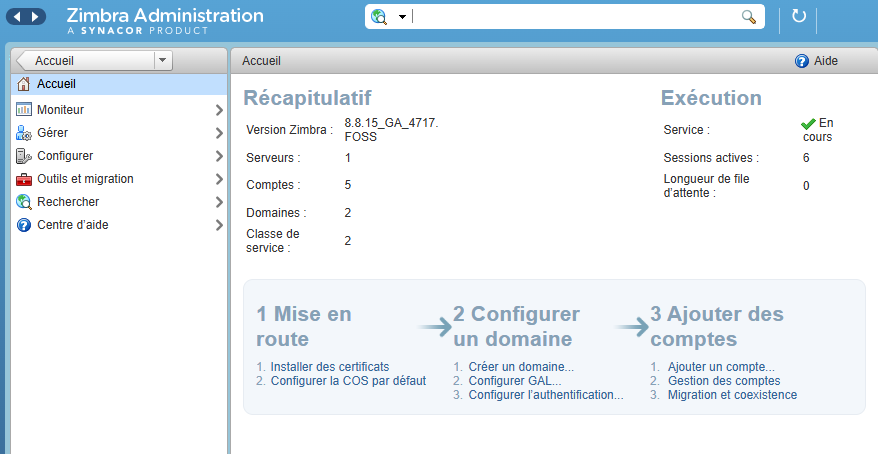 Zimbra Administration
A SYNACOR PRODUCT
Accueil
Accueil
Moniteur
Gérer
Configurer
Outils et migration
Rechercher
Centre d'aide
Accueil
Aide
Récapitulatif
Version Zimbra : 8.8.15_GA_4717.
FOSS
Serveurs : 1
Comptes : 5
Domaines : 2
Classe de
service : 2
Exécution
Service : En
cours
Sessions actives : 6
Longueur de file
d'attente : 0
1 Mise en
route
1. Installer des certificats
2. Configurer la COS par défaut
2 Configurer
un domaine
1. Créer un domaine...
2. Configurer GAL...
3. Configurer l'authentification...
3 Ajouter des
comptes
1. Ajouter un compte...
2. Gestion des comptes
3. Migration et coexistence